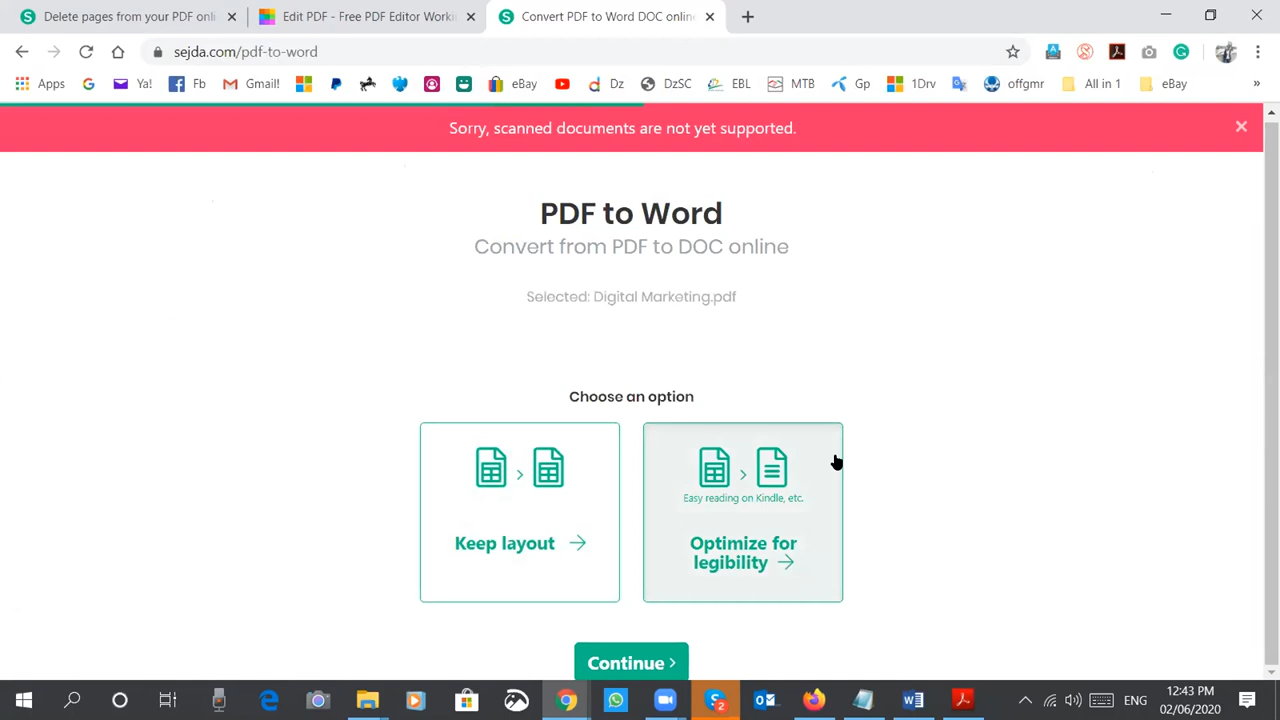 Delete pages from your PDF onli
Edit PDF - Free PDF Editor Worki
Convert PDF to Word DOC online
sejda.com/pdf-to-word
Apps
Ya!
Fb
Gmail!
eBay
Dz
DzSC
EBL
MTB
Gp
1Drv
offgmr
All in 1
eBay
»
Sorry, scanned documents are not yet supported.
PDF to Word
Convert from PDF to DOC online
Selected: Digital Marketing.pdf
Choose an option
Easy reading on Kindle, etc.
Keep layout
Optimize for
legibility
Continue
2
ENG
12:43 PM
02/06/2020